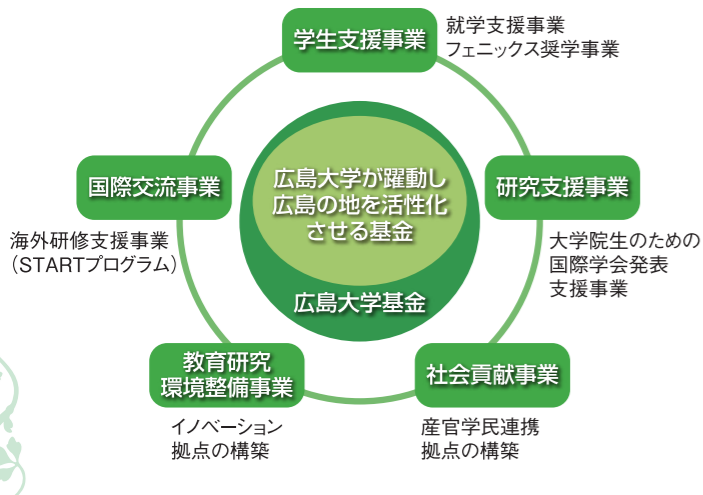 学生支援事業
就学支援事業
フェニックス奨学事業
国際交流事業
海外研修支援事業
（STARTプログラム）
広島大学が躍動し
広島の地を活性化
させる基金
広島大学基金
研究支援事業
大学院生のための
国際学会発表
支援事業
教育研究
環境整備事業
イノベーション
拠点の構築
社会貢献事業
産官学民連携
拠点の構築